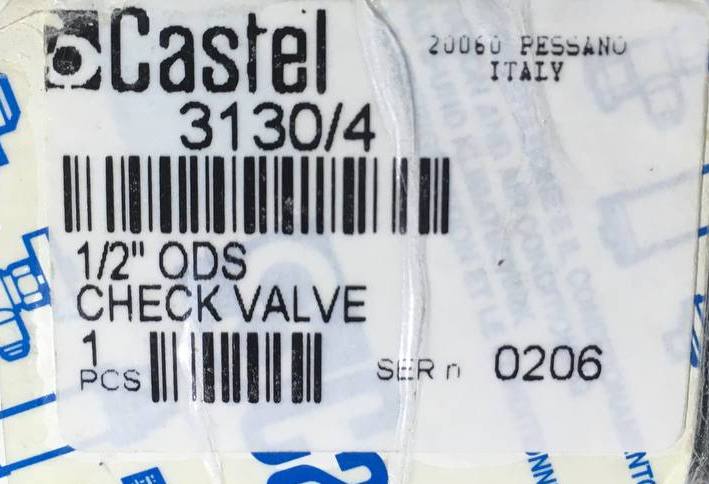 Castel
20060 PESSANO
ITALY
3130/4
1/2" ODS
CHECK VALVE
1
PCS
SER n 0206